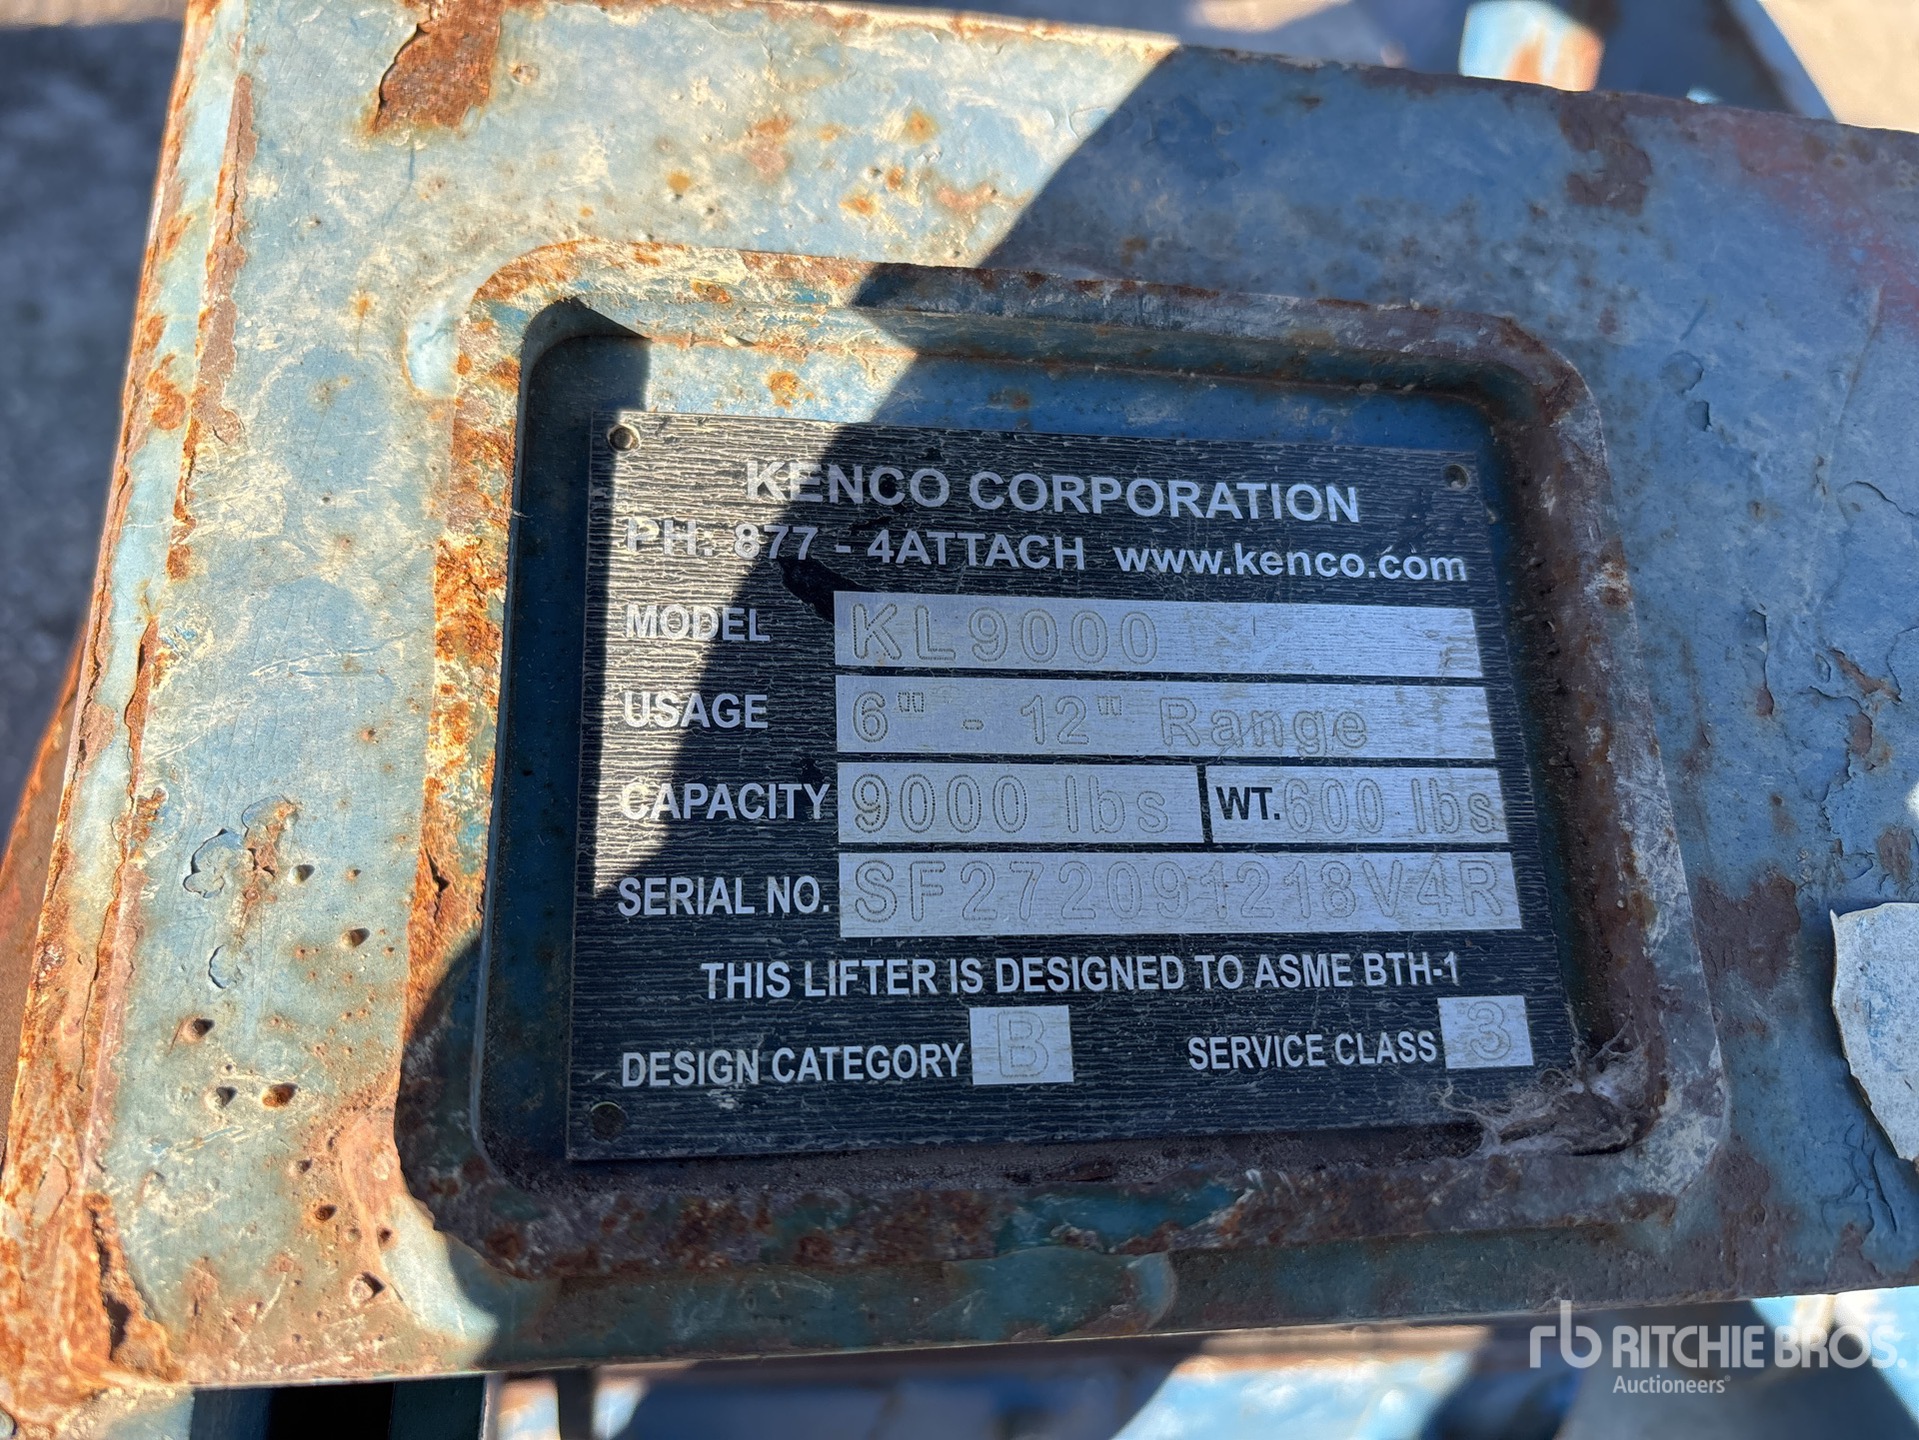 KENCO CORPORATION
PH: 877 - 4ATTACH www.kenco.com
MODEL KL9000
USAGE 6" - 12" Range
CAPACITY 9000 lbs WT. 600 lbs
SERIAL NO. SF272091218V4R
THIS LIFTER IS DESIGNED TO ASME BTH-1
DESIGN CATEGORY B SERVICE CLASS 3
rb RITCHIE BROS.
Auctioneers